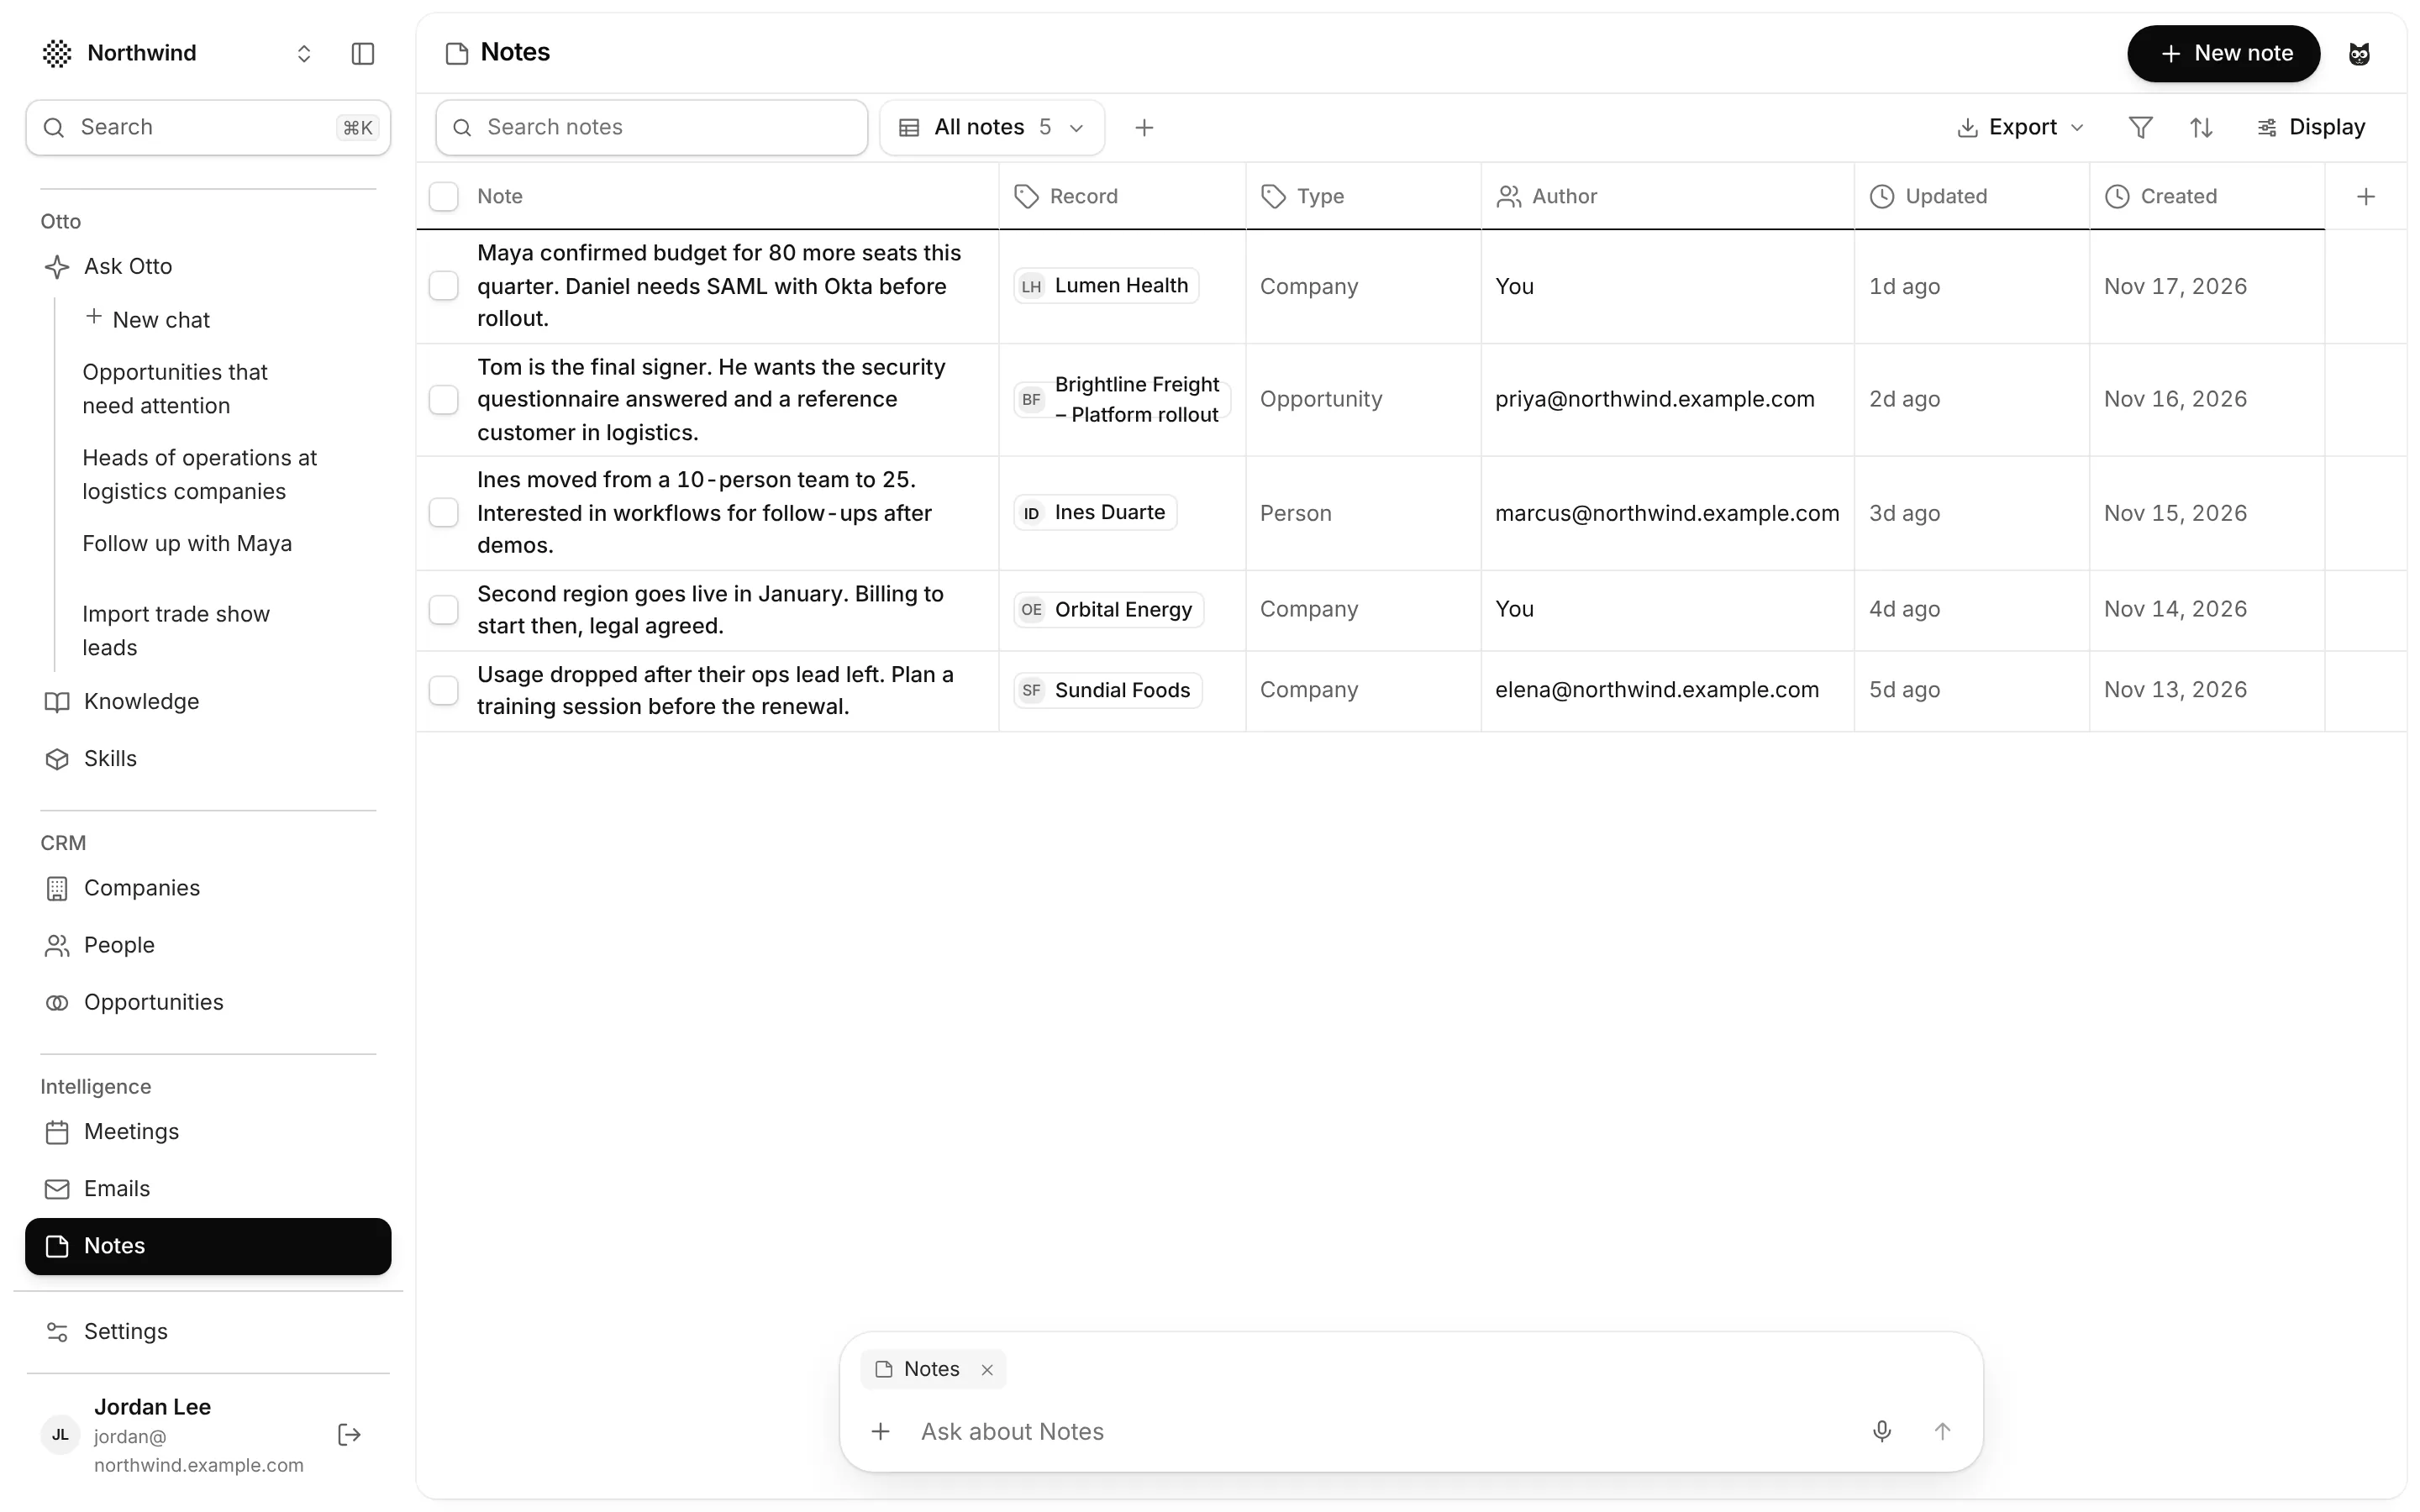 Northwind
Search
⌘K
Otto
Ask Otto
New chat
Opportunities that
need attention
Heads of operations at
logistics companies
Follow up with Maya
Import trade show
leads
Knowledge
Skills
CRM
Companies
People
Opportunities
Intelligence
Meetings
Emails
Notes
Settings
JL
Jordan Lee
jordan@
northwind.example.com
Notes
New note
Search notes
All notes 5
Export
Display
Note Record Type Author Updated Created
Maya confirmed budget for 80 more seats this
quarter. Daniel needs SAML with Okta before
rollout.
LH Lumen Health
Company
You
1d ago
Nov 17, 2026
Tom is the final signer. He wants the security
questionnaire answered and a reference
customer in logistics.
BF Brightline Freight
– Platform rollout
Opportunity
priya@northwind.example.com
2d ago
Nov 16, 2026
Ines moved from a 10-person team to 25.
Interested in workflows for follow-ups after
demos.
ID Ines Duarte
Person
marcus@northwind.example.com
3d ago
Nov 15, 2026
Second region goes live in January. Billing to
start then, legal agreed.
OE Orbital Energy
Company
You
4d ago
Nov 14, 2026
Usage dropped after their ops lead left. Plan a
training session before the renewal.
SF Sundial Foods
Company
elena@northwind.example.com
5d ago
Nov 13, 2026
Notes
Ask about Notes